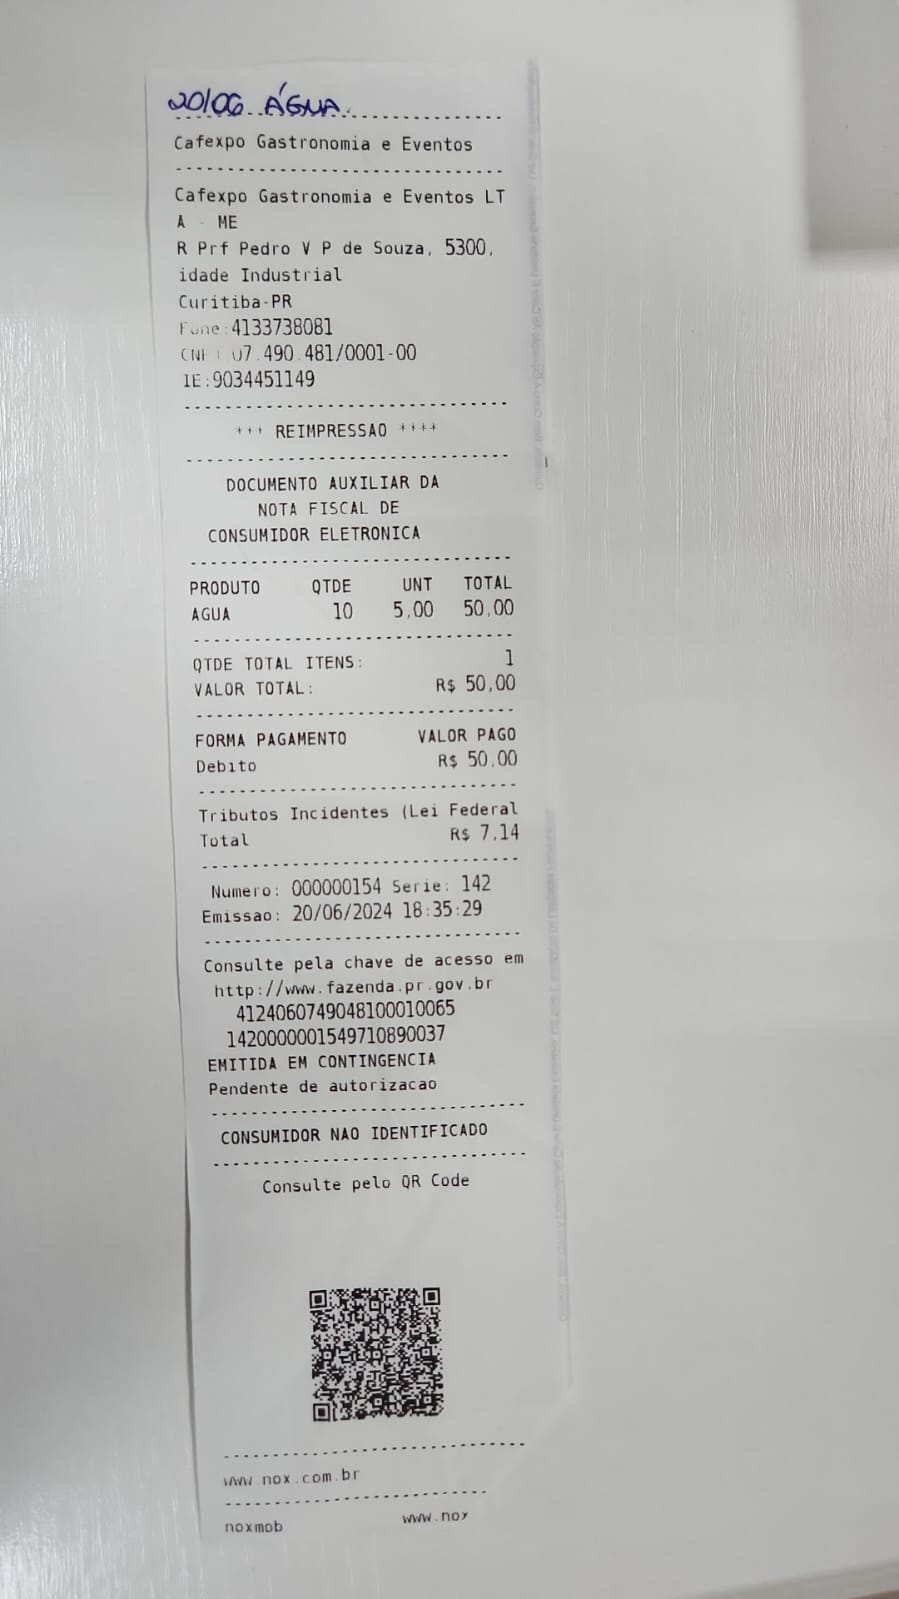 20/06 ÁGUA.
Cafexpo Gastronomia e Eventos
Cafexpo Gastronomia e Eventos LT
A - ME
R Prf Pedro V P de Souza, 5300,
idade Industrial
Curitiba-PR
Fone:4133738081
07.490.481/0001-00
IE:9034451149
*** REIMPRESSAO ****
DOCUMENTO AUXILIAR DA
NOTA FISCAL DE
CONSUMIDOR ELETRONICA
PRODUTO QTDE UNT TOTAL
AGUA 10 5,00 50,00
QTDE TOTAL ITENS: 1
VALOR TOTAL: R$ 50,00
FORMA PAGAMENTO VALOR PAGO
Debito R$ 50,00
Tributos Incidentes (Lei Federal
Total R$ 7,14
Numero: 000000154 Serie: 142
Emissao: 20/06/2024 18:35:29
Consulte pela chave de acesso em
http://www.fazenda.pr.gov.br
4124060749048100010065
1420000001549710890037
EMITIDA EM CONTINGENCIA
Pendente de autorizacao
CONSUMIDOR NAO IDENTIFICADO
Consulte pelo QR Code
www.nox.com.br
noxmob www.nox